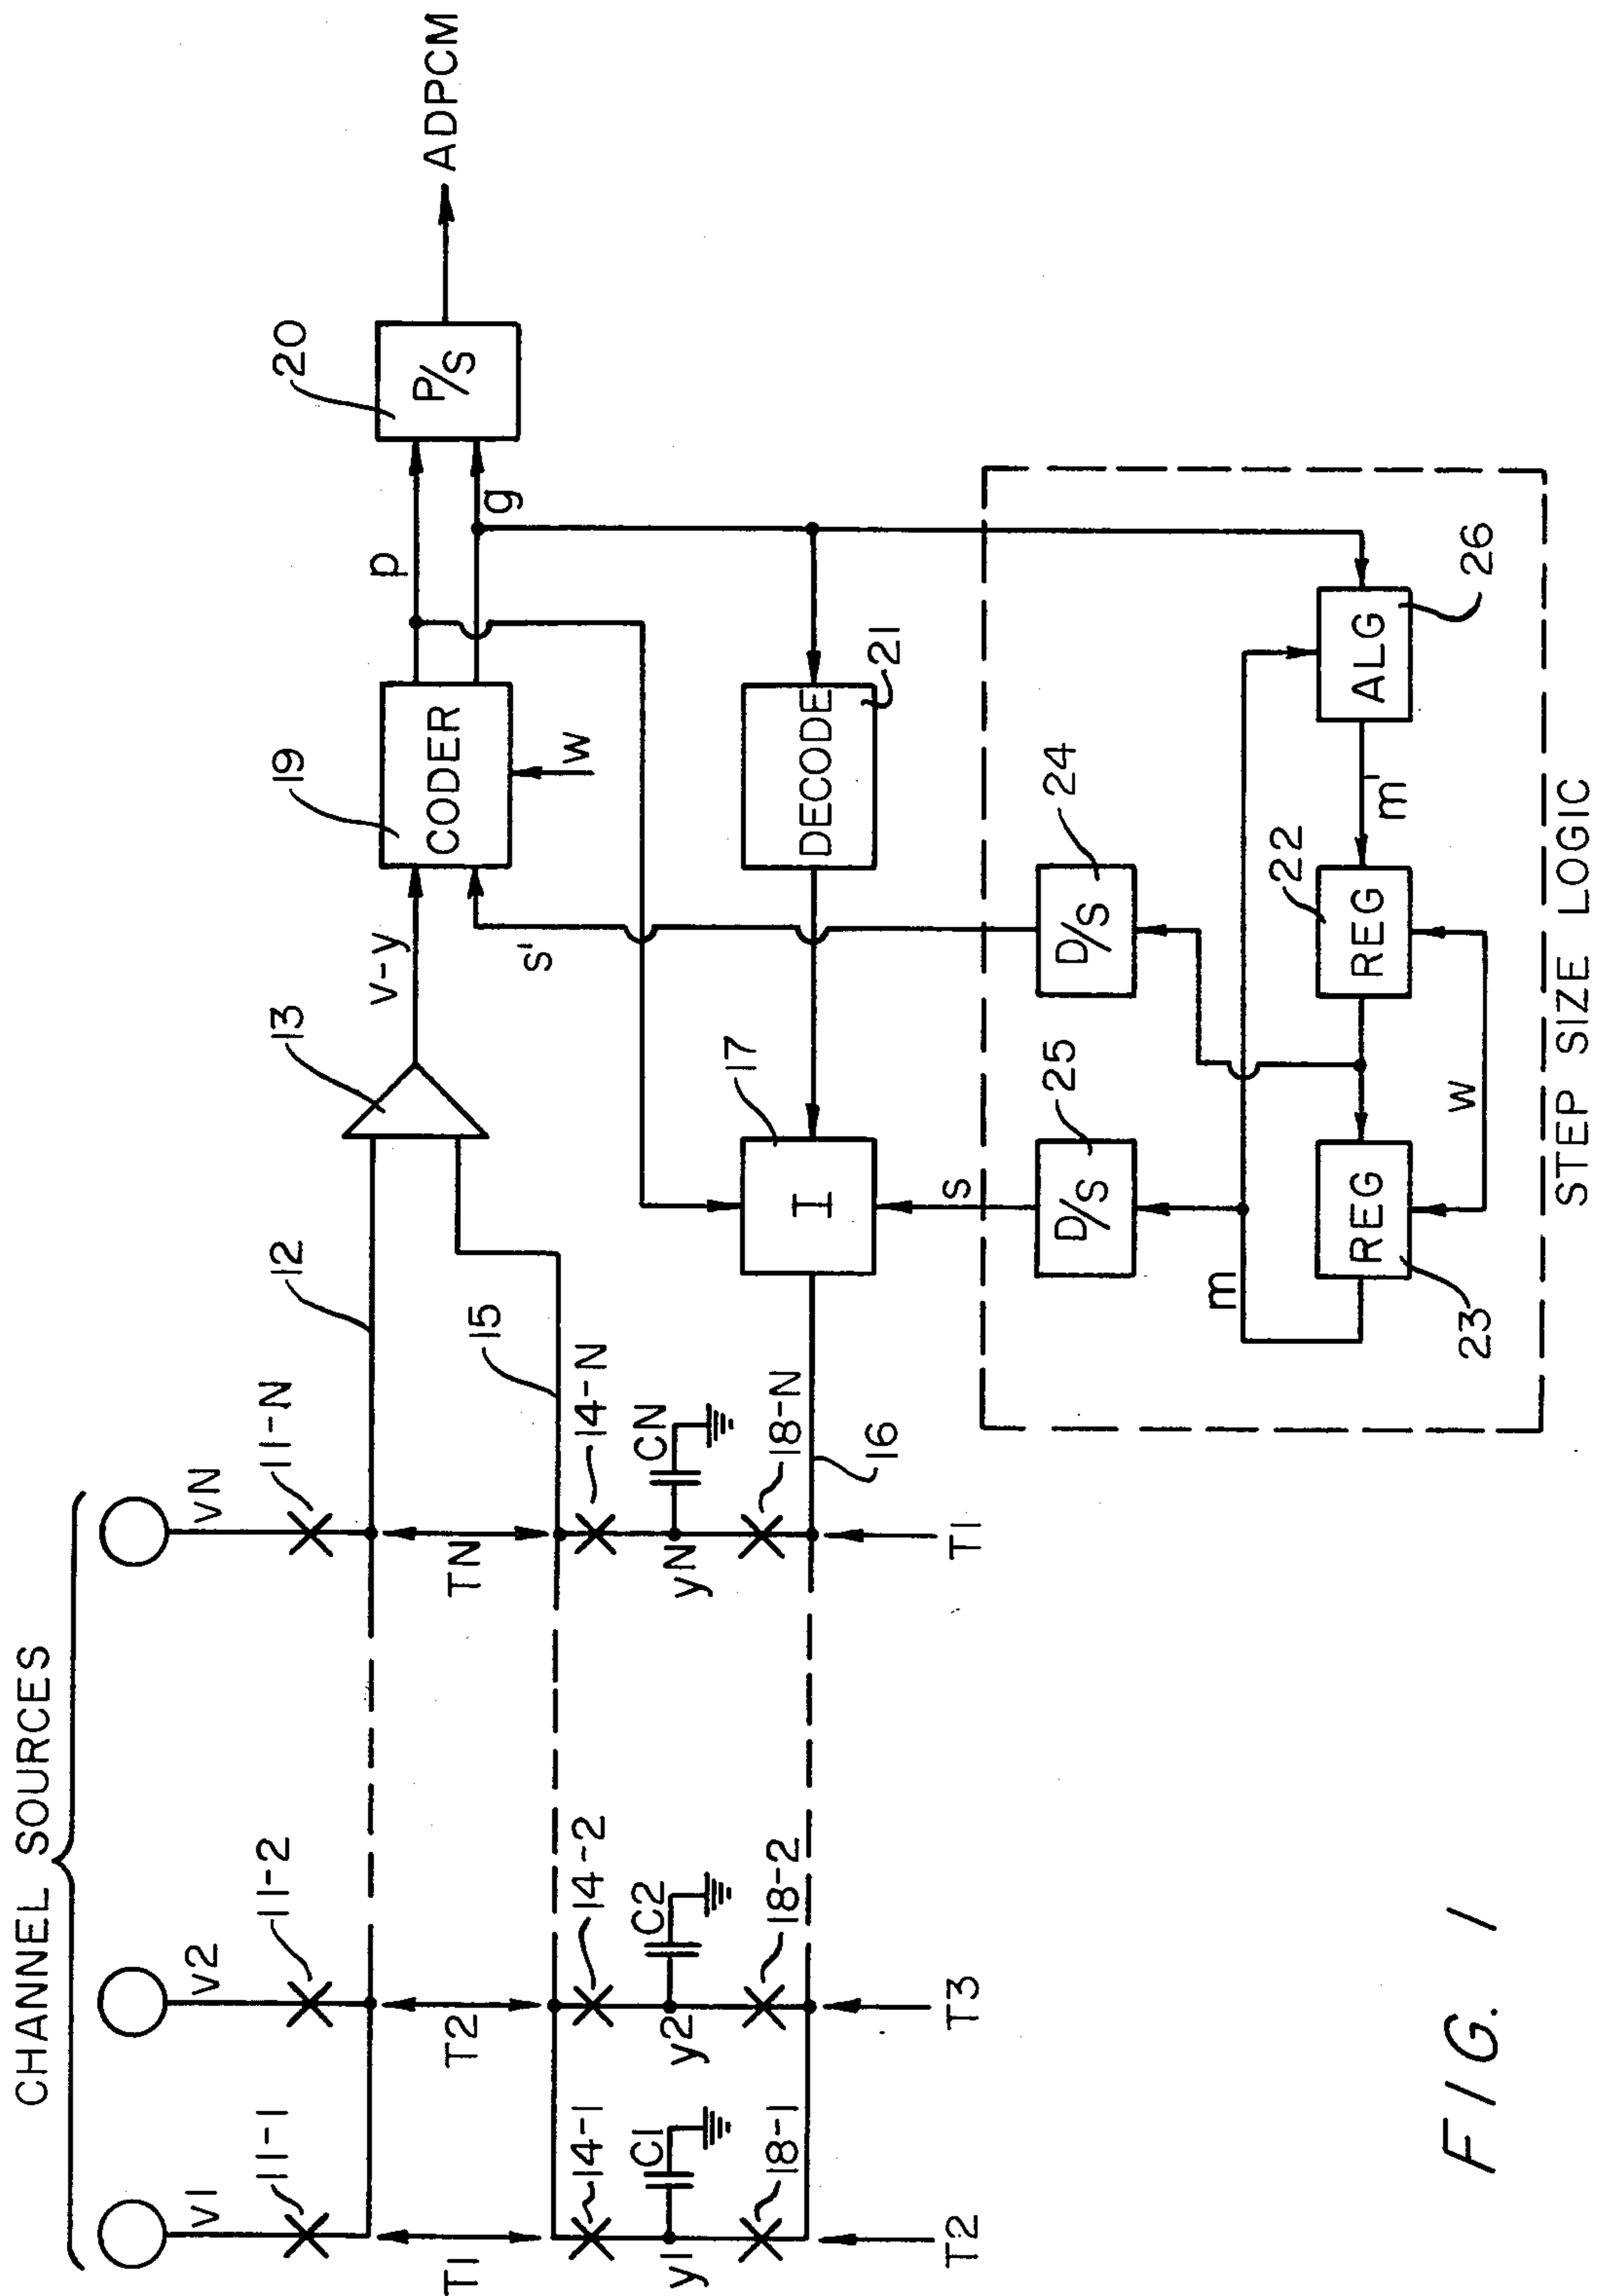 CHANNEL SOURCES
v1
v2
vN
11-1
11-2
11-N
12
13
v-y
19
CODER
p
g
20
P/S
ADPCM
T1
T2
TN
15
s'
w
14-1
14-2
14-N
C1
C2
CN
y1
y2
yN
17
I
DECODE
21
18-1
18-2
18-N
16
s
T2
T3
T1
25
D/S
24
D/S
m
REG
23
22
REG
m'
ALG
26
w
STEP SIZE LOGIC
FIG. 1